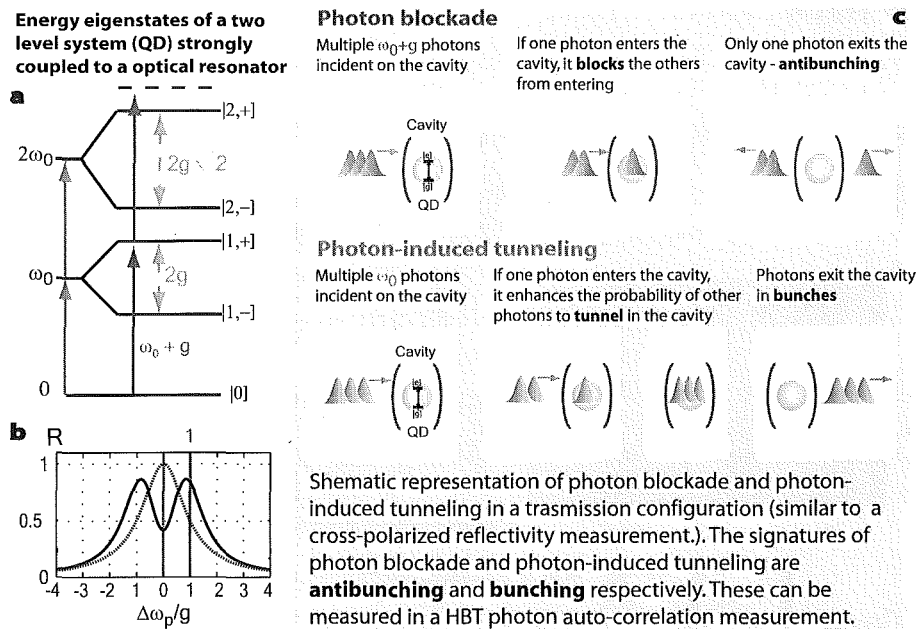 Energy eigenstates of a two
level system (QD) strongly
coupled to a optical resonator
a
|2,+]
2ω0
2g√2
|2,-]
|1,+]
ω0
2g
|1,-]
ω0 + g
0
|0]
b
R
1
1
0.5
0
-4 -3 -2 -1 0 1 2 3 4
Δωp/g
c
Photon blockade
Multiple ω0+g photons
incident on the cavity
If one photon enters the
cavity, it blocks the others
from entering
Only one photon exits the
cavity - antibunching
Cavity
|e]
|g]
QD
Photon-induced tunneling
Multiple ω0 photons
incident on the cavity
If one photon enters the cavity,
it enhances the probability of other
photons to tunnel in the cavity
Photons exit the cavity
in bunches
Cavity
|e]
|g]
QD
Shematic representation of photon blockade and photon-
induced tunneling in a trasmission configuration (similar to a
cross-polarized reflectivity measurement.). The signatures of
photon blockade and photon-induced tunneling are
antibunching and bunching respectively. These can be
measured in a HBT photon auto-correlation measurement.